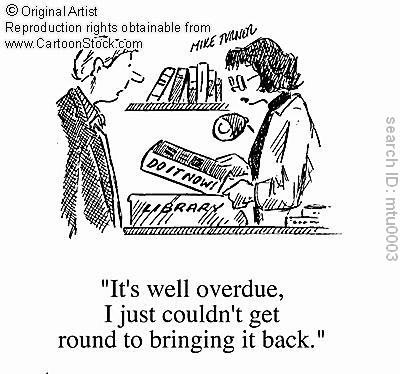 © Original Artist
Reproduction rights obtainable from
www.CartoonStock.com
MIKE TURNER
DO IT NOW!
LIBRARY
search ID: mtu0003
"It's well overdue,
I just couldn't get
round to bringing it back."